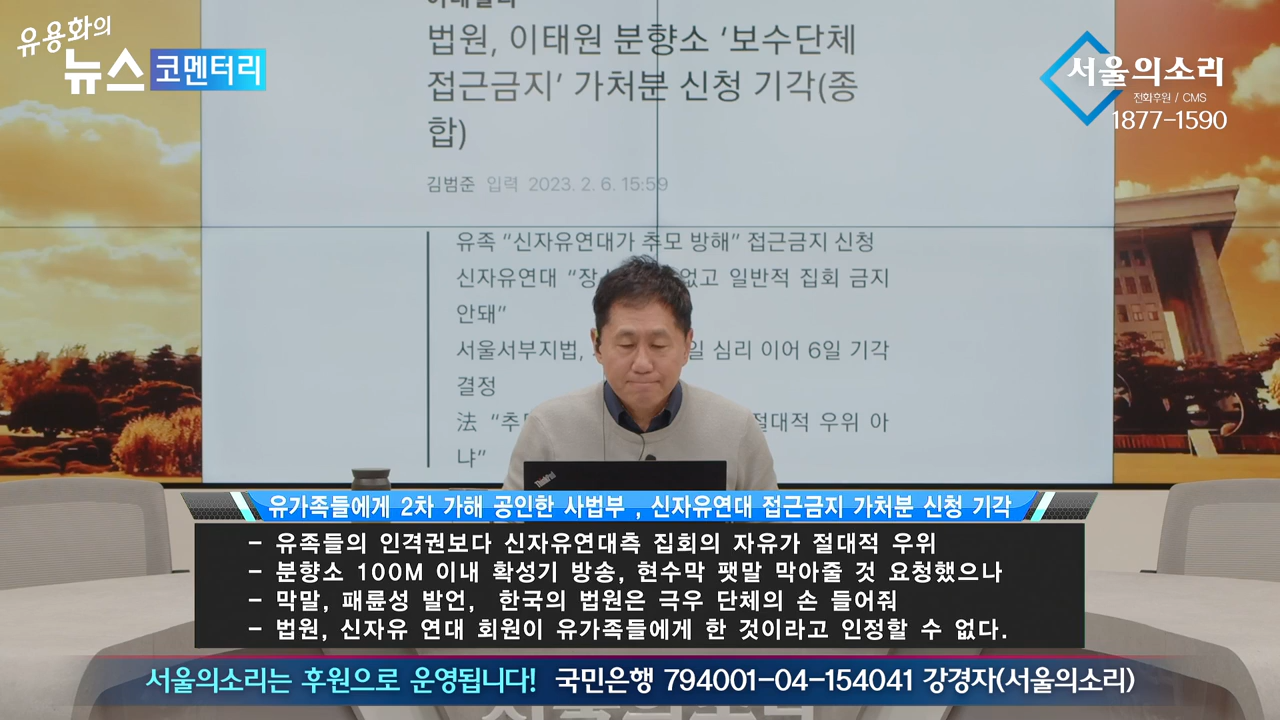 유용화의
뉴스 코멘터리
법원, 이태원 분향소 ‘보수단체
접근금지’ 가처분 신청 기각(종
합)
김범준 입력 2023. 2. 6. 15:59
서울의소리
전화후원 / CMS
1877-1590
유족 “신자유연대가 추모 방해” 접근금지 신청
신자유연대 “장 없고 일반적 집회 금지
안돼”
서울서부지법, 일 심리 이어 6일 기각
결정
法 “추 절대적 우위 아
냐”
ThinkPad
유가족들에게 2차 가해 공인한 사법부 , 신자유연대 접근금지 가처분 신청 기각
- 유족들의 인격권보다 신자유연대측 집회의 자유가 절대적 우위
- 분향소 100M 이내 확성기 방송, 현수막 팻말 막아줄 것 요청했으나
- 막말, 패륜성 발언, 한국의 법원은 극우 단체의 손 들어줘
- 법원, 신자유 연대 회원이 유가족들에게 한 것이라고 인정할 수 없다.
서울의소리는 후원으로 운영됩니다! 국민은행 794001-04-154041 강경자(서울의소리)